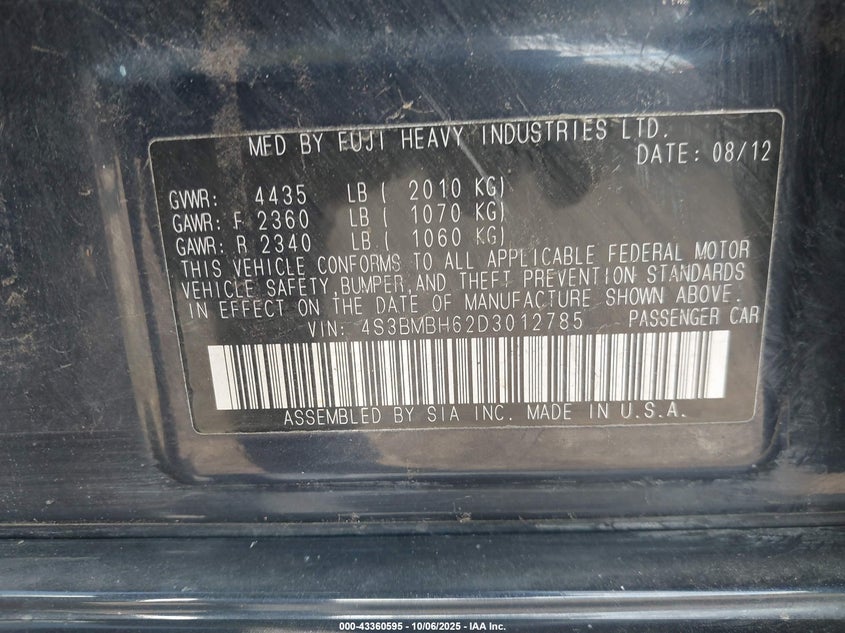 MFD BY FUJI HEAVY INDUSTRIES LTD.
DATE: 08/12
GVWR: 4435 LB ( 2010 KG)
GAWR: F 2360 LB ( 1070 KG)
GAWR: R 2340 LB ( 1060 KG)
THIS VEHICLE CONFORMS TO ALL APPLICABLE FEDERAL MOTOR
VEHICLE SAFETY, BUMPER, AND THEFT PREVENTION STANDARDS
IN EFFECT ON THE DATE OF MANUFACTURE SHOWN ABOVE.
VIN: 4S3BMBH62D3012785 PASSENGER CAR
ASSEMBLED BY SIA INC. MADE IN U.S.A.
000-43360595 - 10/06/2025 - IAA Inc.